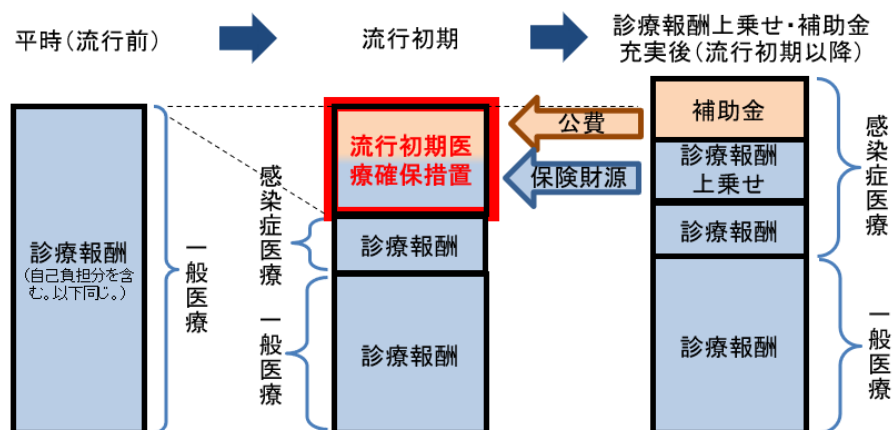 平時（流行前）
流行初期
診療報酬上乗せ・補助金
充実後（流行初期以降）
診療報酬
（自己負担分を含
む。以下同じ。）
一般医療
流行初期医
療確保措置
診療報酬
診療報酬
感染症医療
一般医療
公費
保険財源
補助金
診療報酬
上乗せ
診療報酬
診療報酬
感染症医療
一般医療